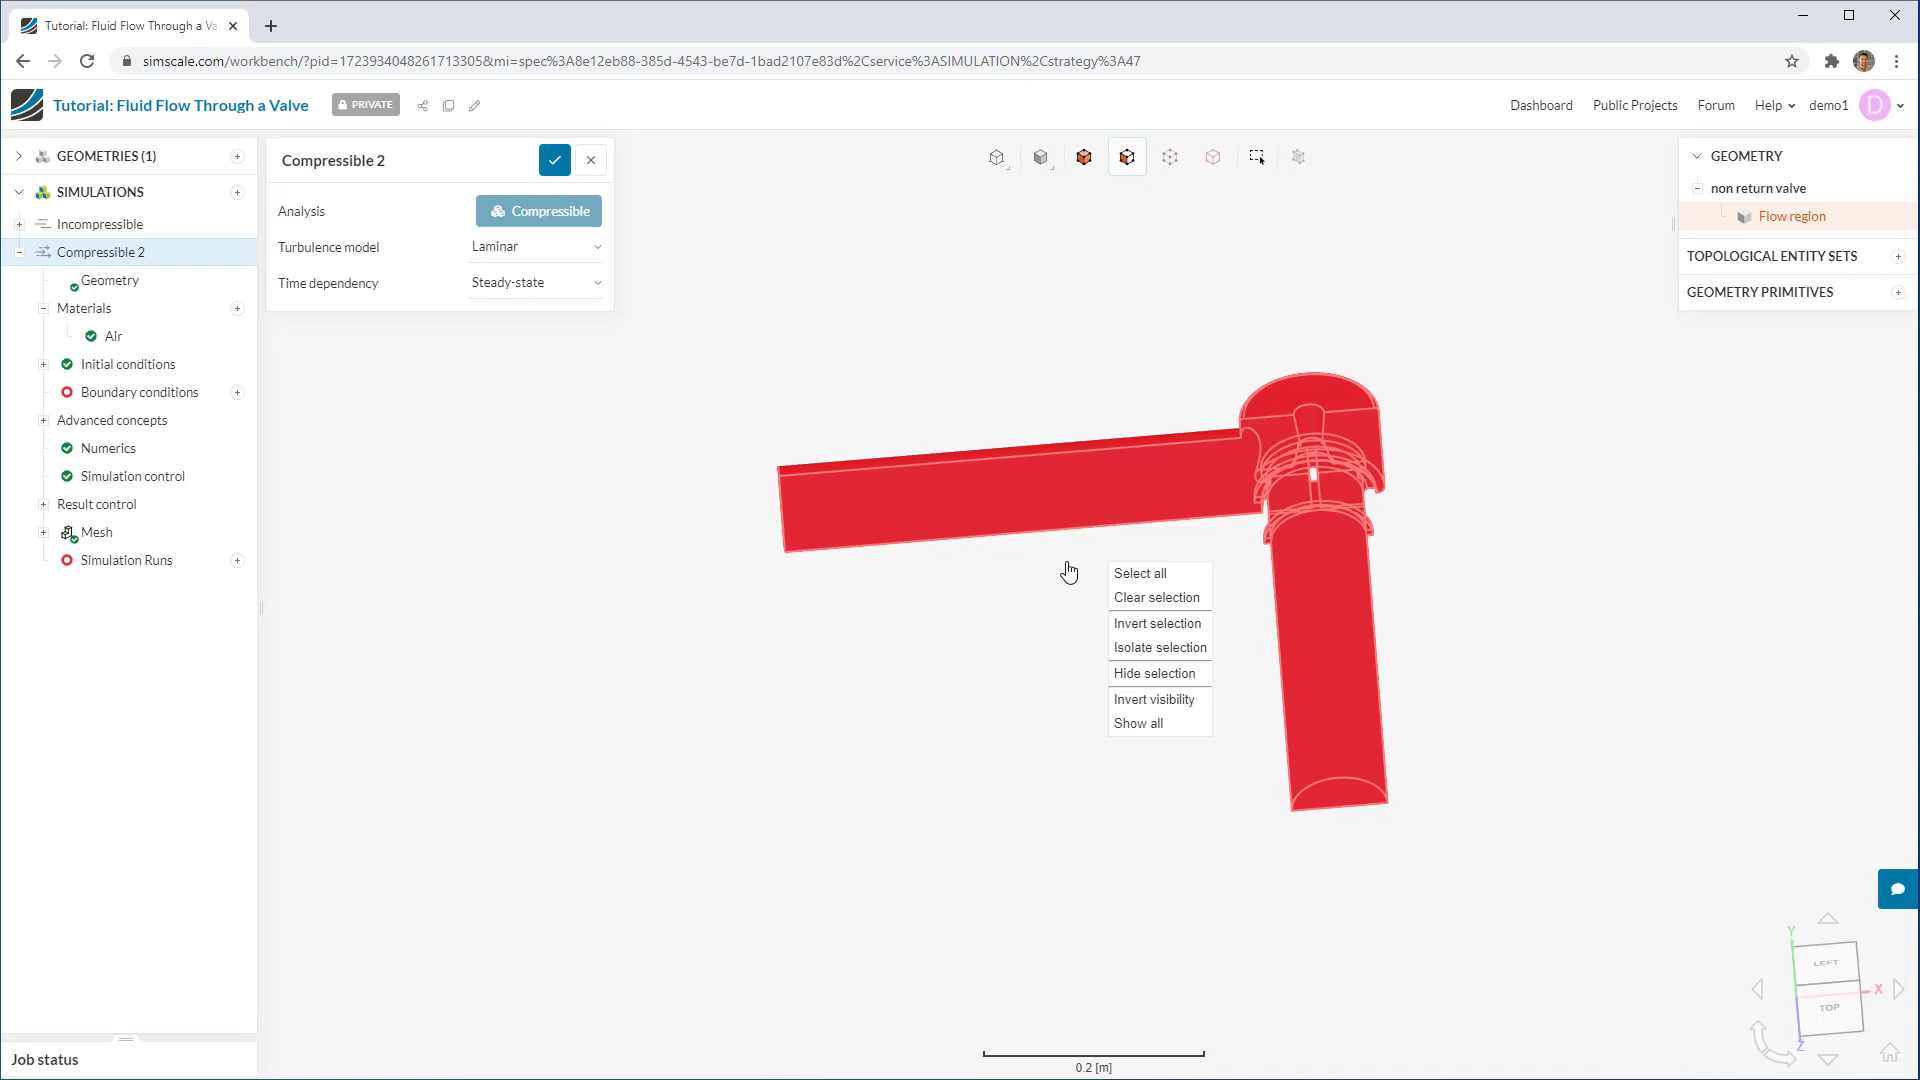 Tutorial: Fluid Flow Through a Va
simscale.com/workbench/?pid=1723934048261713305&mi=spec%3A8e12eb88-385d-4543-be7d-1bad2107e83d%2Cservice%3ASIMULATION%2Cstrategy%3A47
Tutorial: Fluid Flow Through a Valve
PRIVATE
Dashboard
Public Projects
Forum
Help
demo1
D
GEOMETRIES (1)
SIMULATIONS
Incompressible
Compressible 2
Geometry
Materials
Air
Initial conditions
Boundary conditions
Advanced concepts
Numerics
Simulation control
Result control
Mesh
Simulation Runs
Job status
Compressible 2
Analysis
Compressible
Turbulence model
Laminar
Time dependency
Steady-state
Select all
Clear selection
Invert selection
Isolate selection
Hide selection
Invert visibility
Show all
GEOMETRY
non return valve
Flow region
TOPOLOGICAL ENTITY SETS
GEOMETRY PRIMITIVES
Y
LEFT
X
TOP
Z
0.2 [m]